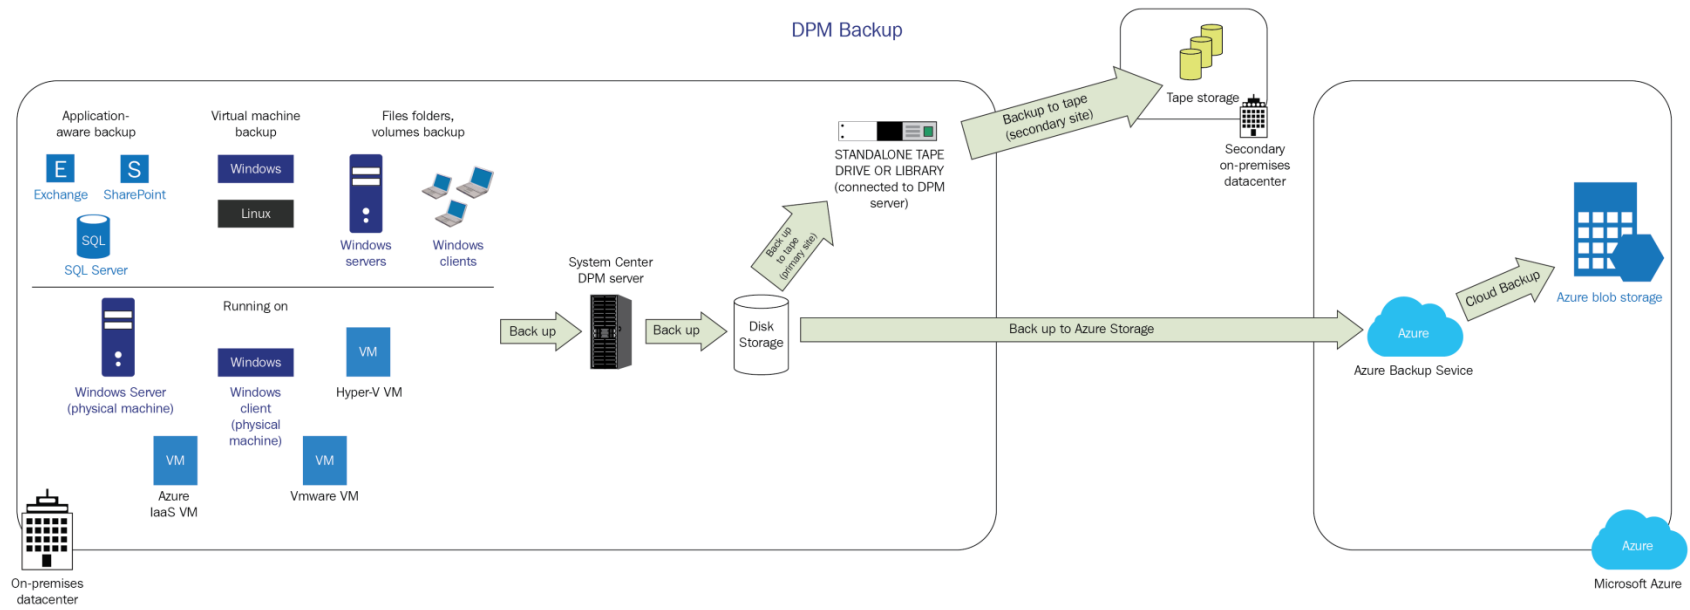 DPM Backup
Application-
aware backup
Virtual machine
backup
Files folders,
volumes backup
E
S
Exchange
SharePoint
SQL
SQL Server
Windows
Linux
Windows
servers
Windows
clients
Running on
Windows Server
(physical machine)
Windows
Windows
client
(physical
machine)
VM
Hyper-V VM
VM
Azure
IaaS VM
VM
Vmware VM
On-premises
datacenter
Back up
System Center
DPM server
Back up
Disk
Storage
Back up
to tape
(primary site)
STANDALONE TAPE
DRIVE OR LIBRARY
(connected to DPM
server)
Backup to tape
(secondary site)
Tape storage
Secondary
on-premises
datacenter
Back up to Azure Storage
Azure
Azure Backup Sevice
Cloud Backup
Azure blob storage
Azure
Microsoft Azure